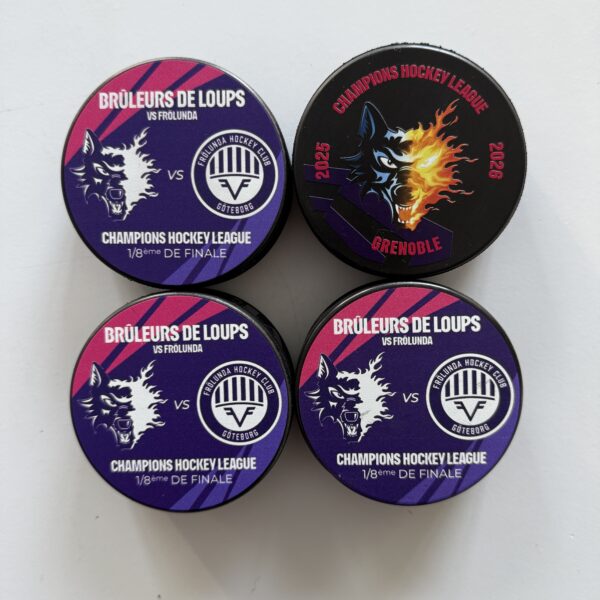 BRÛLEURS DE LOUPS
VS FRÖLUNDA
VS
FRÖLUNDA HOCKEY CLUB
GÖTEBORG
CHAMPIONS HOCKEY LEAGUE
1/8ème DE FINALE
CHAMPIONS HOCKEY LEAGUE
2025
2026
GRENOBLE
BRÛLEURS DE LOUPS
VS FRÖLUNDA
VS
FRÖLUNDA HOCKEY CLUB
GÖTEBORG
CHAMPIONS HOCKEY LEAGUE
1/8ème DE FINALE
BRÛLEURS DE LOUPS
VS FRÖLUNDA
VS
FRÖLUNDA HOCKEY CLUB
GÖTEBORG
CHAMPIONS HOCKEY LEAGUE
1/8ème DE FINALE